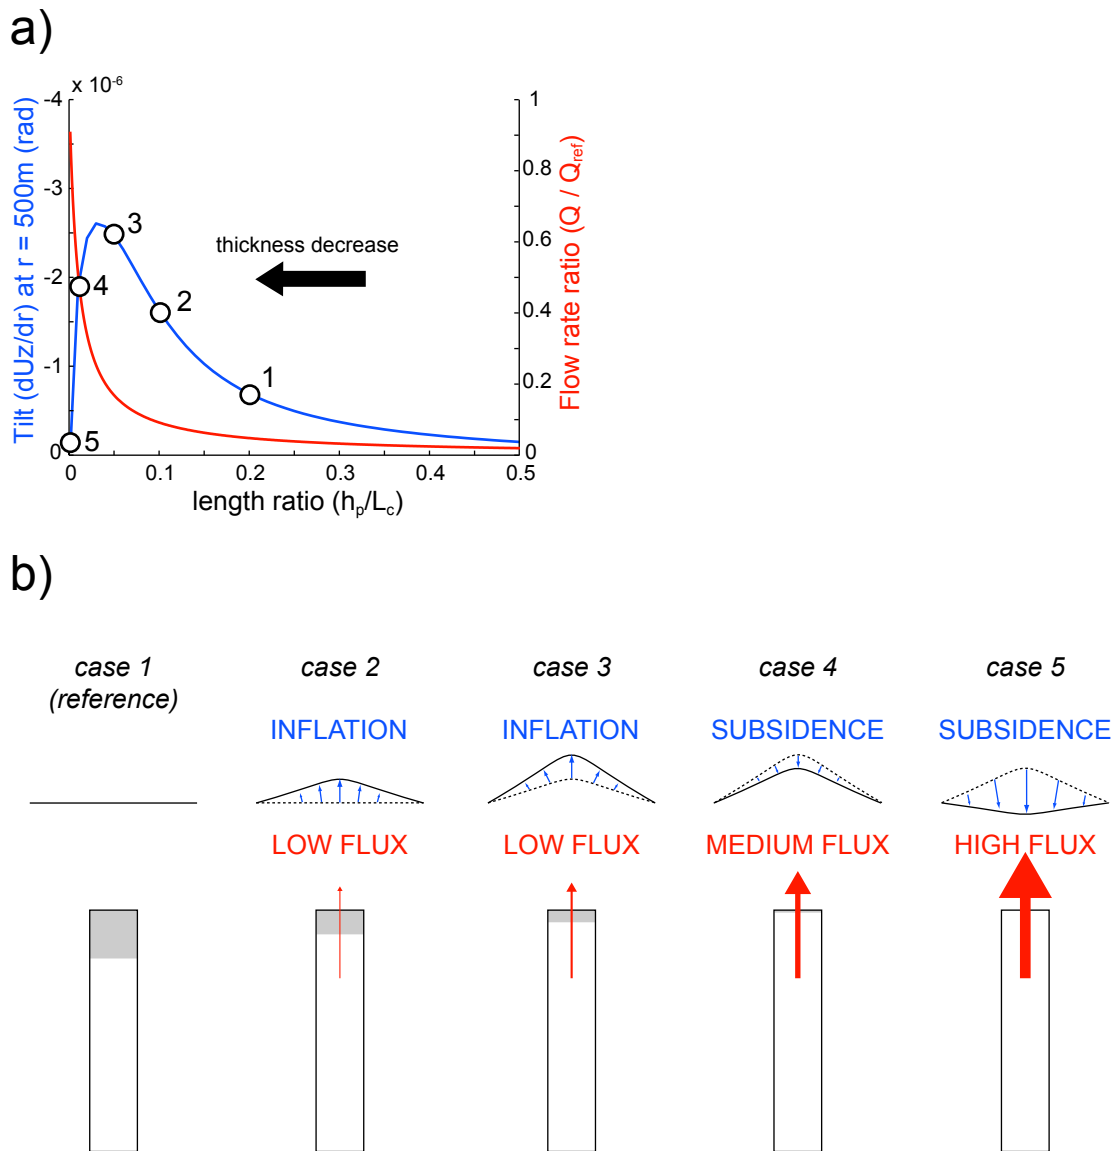 a)
x 10-6
-4
-3
-2
-1
0
Tilt (dUz/dr) at r = 500m (rad)
1
0.8
0.6
0.4
0.2
0
Flow rate ratio (Q / Qref)
3
thickness decrease
4
2
1
5
0 0.1 0.2 0.3 0.4 0.5
length ratio (hp/Lc)
b)
case 1 case 2 case 3 case 4 case 5
(reference)
INFLATION INFLATION SUBSIDENCE SUBSIDENCE
LOW FLUX LOW FLUX MEDIUM FLUX HIGH FLUX